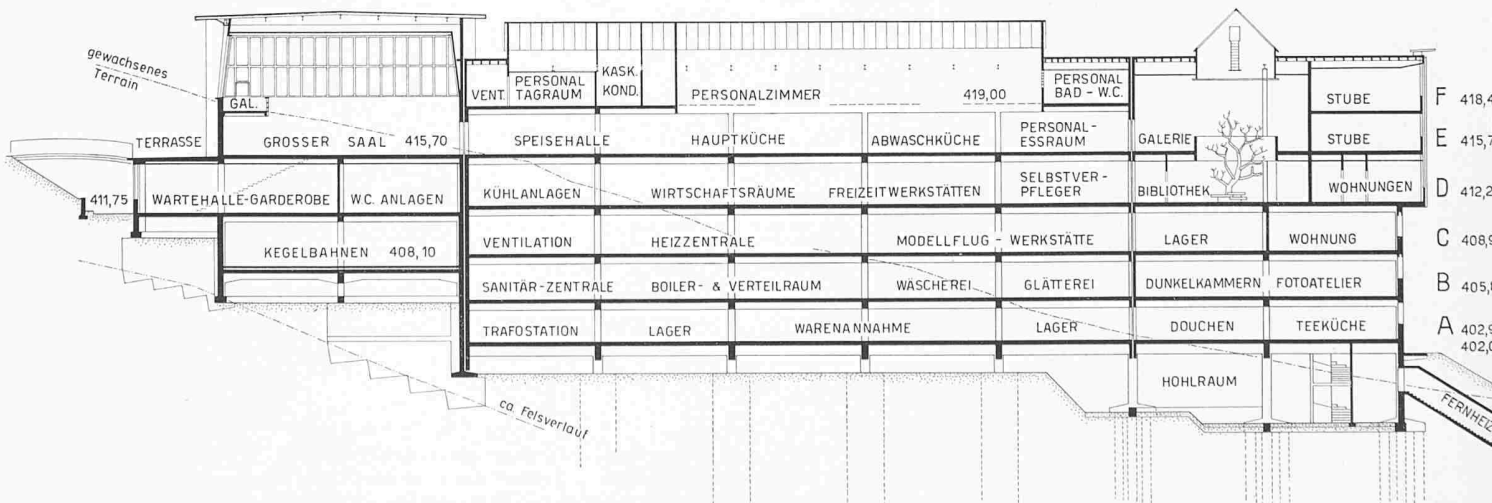 gewachsenes
Terrain
GAL.
TERRASSE
GROSSER SAAL 415,70
VENT.
PERSONAL
TAGRAUM
KASK.
KOND.
PERSONALZIMMER 419,00
PERSONAL
BAD - W.C.
STUBE
F 418,4
SPEISEHALLE
HAUPTKÜCHE
ABWASCHKÜCHE
PERSONAL-
ESSRAUM
GALERIE
STUBE
E 415,7
411,75
WARTEHALLE-GARDEROBE
W.C. ANLAGEN
KÜHLANLAGEN
WIRTSCHAFTSRÄUME
FREIZEITWERKSTÄTTEN
SELBSTVER-
PFLEGER
BIBLIOTHEK
WOHNUNGEN
D 412,2
KEGELBAHNEN 408,10
VENTILATION
HEIZZENTRALE
MODELLFLUG - WERKSTÄTTE
LAGER
WOHNUNG
C 408,9
SANITÄR-ZENTRALE
BOILER- & VERTEILRAUM
WÄSCHEREI
GLÄTTEREI
DUNKELKAMMERN
FOTOATELIER
B 405,8
TRAFOSTATION
LAGER
WARENANNAHME
LAGER
DOUCHEN
TEEKÜCHE
A 402,9
402,0
HOHLRAUM
FERNHEIZ
ca. Felsverlauf